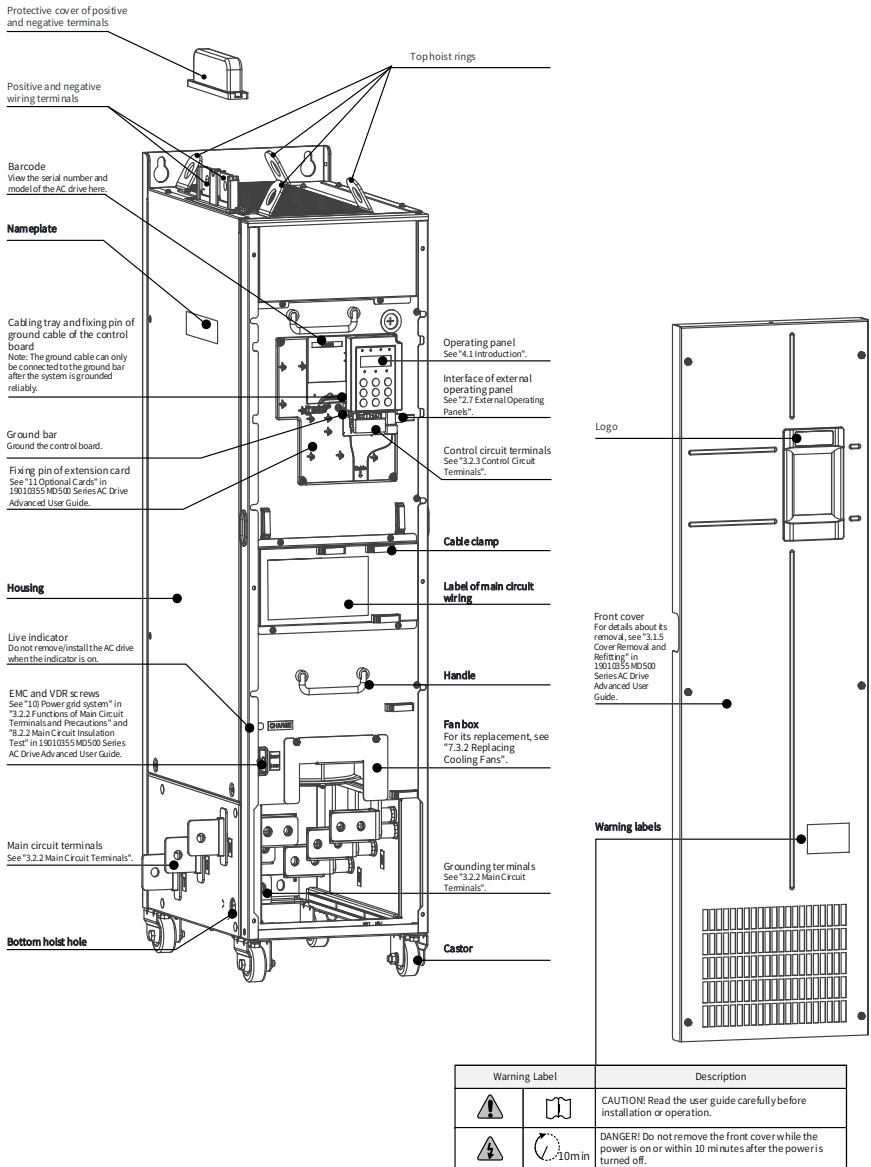 Protective cover of positive
and negative terminals
Top hoist rings
Positive and negative
wiring terminals
Barcode
View the serial number and
model of the AC drive here.
Nameplate
Cabling tray and fixing pin of
ground cable of the control
board
Note: The ground cable can only
be connected to the ground bar
after the system is grounded
reliably.
Ground bar
Ground the control board.
Fixing pin of extension card
See "11 Optional Cards" in
19010355 MD500 Series AC Drive
Advanced User Guide.
Housing
Live indicator
Do not remove/install the AC drive
when the indicator is on.
EMC and VDR screws
See "10) Power grid system" in
"3.2.2 Functions of Main Circuit
Terminals and Precautions" and
"8.2.2 Main Circuit Insulation
Test" in 19010355 MD500 Series
AC Drive Advanced User Guide.
Main circuit terminals
See "3.2.2 Main Circuit Terminals".
Bottom hoist hole
CHARGE
Operating panel
See "4.1 Introduction".
Interface of external
operating panel
See "2.7 External Operating
Panels".
Control circuit terminals
See "3.2.3 Control Circuit
Terminals".
Cable clamp
Label of main circuit
wiring
Handle
Fan box
For its replacement, see
"7.3.2 Replacing
Cooling Fans".
Grounding terminals
See "3.2.2 Main Circuit
Terminals".
Castor
Logo
Front cover
For details about its
removal, see "3.1.5
Cover Removal and
Refitting" in
19010355 MD500
Series AC Drive
Advanced User
Guide.
Warning labels
Warning Label
Description
CAUTION! Read the user guide carefully before
installation or operation.
10min
DANGER! Do not remove the front cover while the
power is on or within 10 minutes after the power is
turned off.